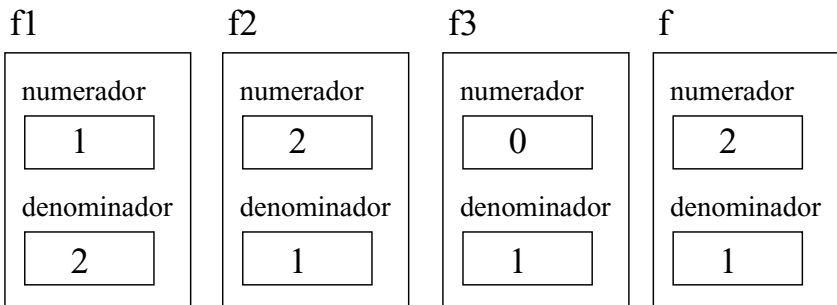 f1 f2 f3 f
numerador numerador numerador numerador
1 2 0 2
denominador denominador denominador denominador
2 1 1 1